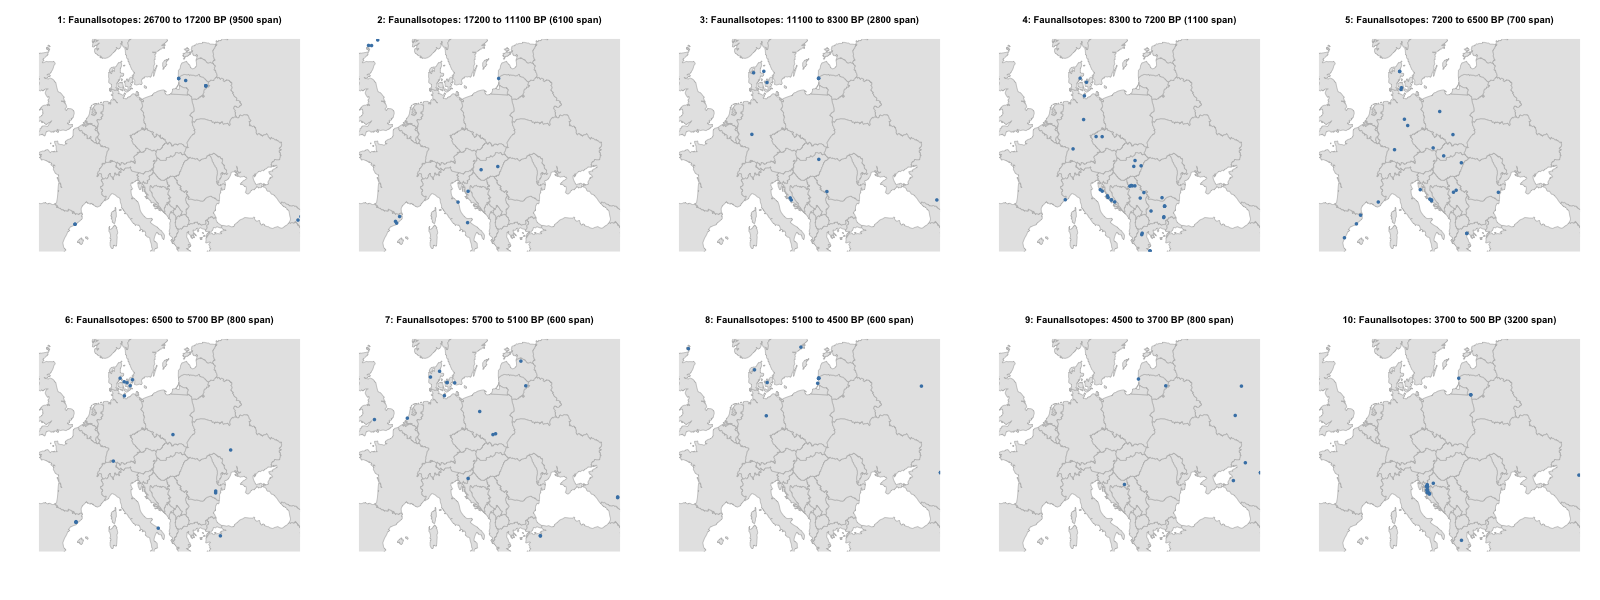 1: FaunalIsotopes: 26700 to 17200 BP (9500 span)
2: FaunalIsotopes: 17200 to 11100 BP (6100 span)
3: FaunalIsotopes: 11100 to 8300 BP (2800 span)
4: FaunalIsotopes: 8300 to 7200 BP (1100 span)
5: FaunalIsotopes: 7200 to 6500 BP (700 span)
6: FaunalIsotopes: 6500 to 5700 BP (800 span)
7: FaunalIsotopes: 5700 to 5100 BP (600 span)
8: FaunalIsotopes: 5100 to 4500 BP (600 span)
9: FaunalIsotopes: 4500 to 3700 BP (800 span)
10: FaunalIsotopes: 3700 to 500 BP (3200 span)